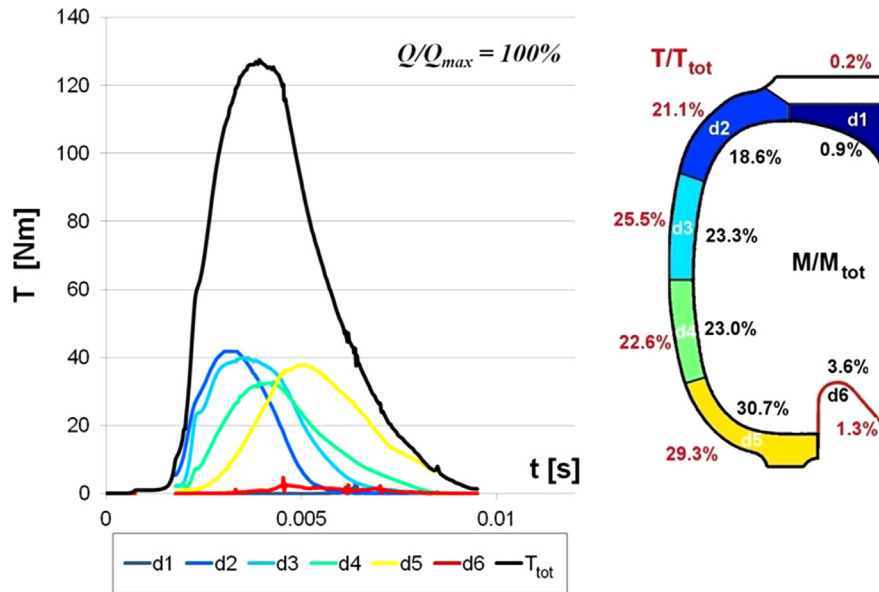 140
120
100
80
60
40
20
0
T [Nm]
Q/Qmax = 100%
t [s]
0
0.005
0.01
d1 d2 d3 d4 d5 d6 Ttot
T/Ttot
0.2%
21.1%
d2
d1
18.6%
0.9%
25.5%
d3
23.3%
M/Mtot
22.6%
d4
23.0%
3.6%
30.7%
d6
d5
1.3%
29.3%